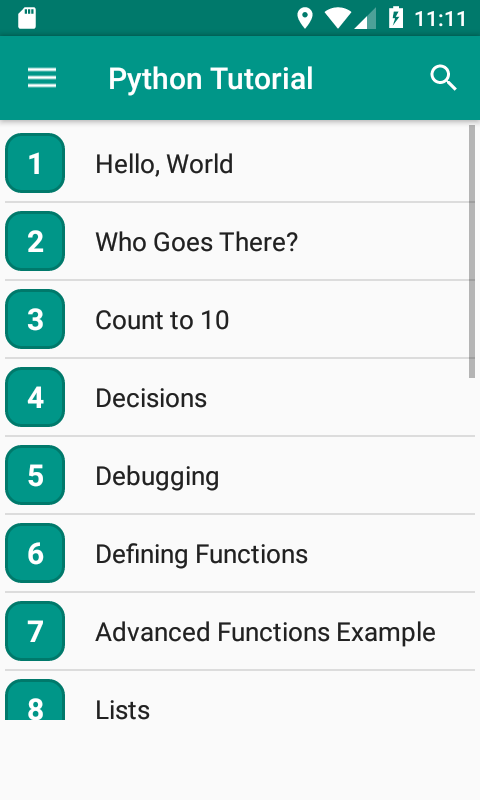 11:11
Python Tutorial
1 Hello, World
2 Who Goes There?
3 Count to 10
4 Decisions
5 Debugging
6 Defining Functions
7 Advanced Functions Example
8 Lists